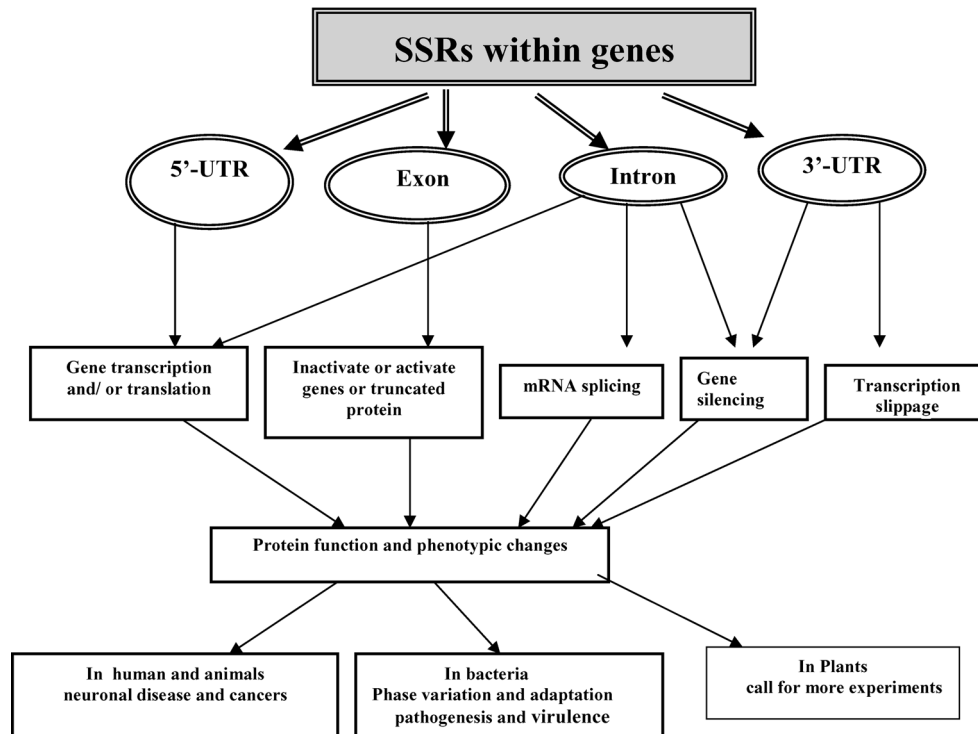 SSRs within genes
5’-UTR
Exon
Intron
3’-UTR
Gene transcription
and/ or translation
Inactivate or activate
genes or truncated
protein
mRNA splicing
Gene
silencing
Transcription
slippage
Protein function and phenotypic changes
In human and animals
neuronal disease and cancers
In bacteria
Phase variation and adaptation
pathogenesis and virulence
In Plants
call for more experiments